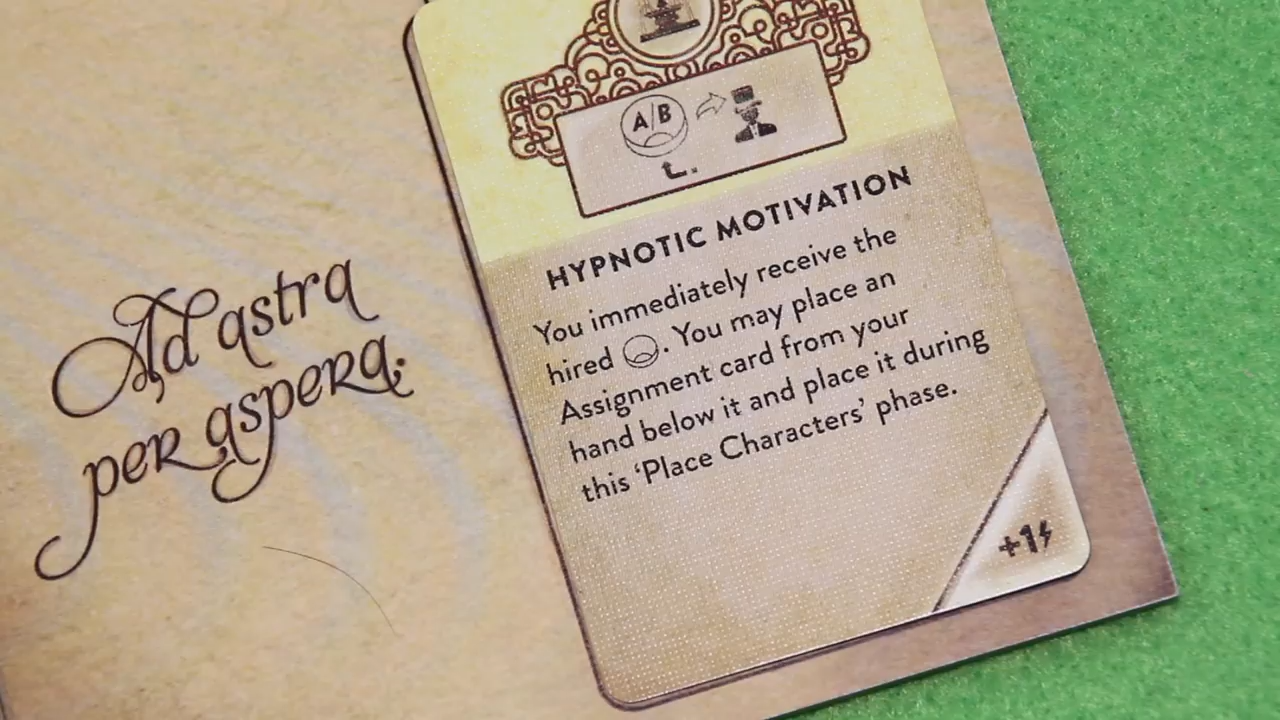 Ad astra
per aspera.
A/B
HYPNOTIC MOTIVATION
You immediately receive the
hired . You may place an
Assignment card from your
hand below it and place it during
this ‘Place Characters’ phase.
+1